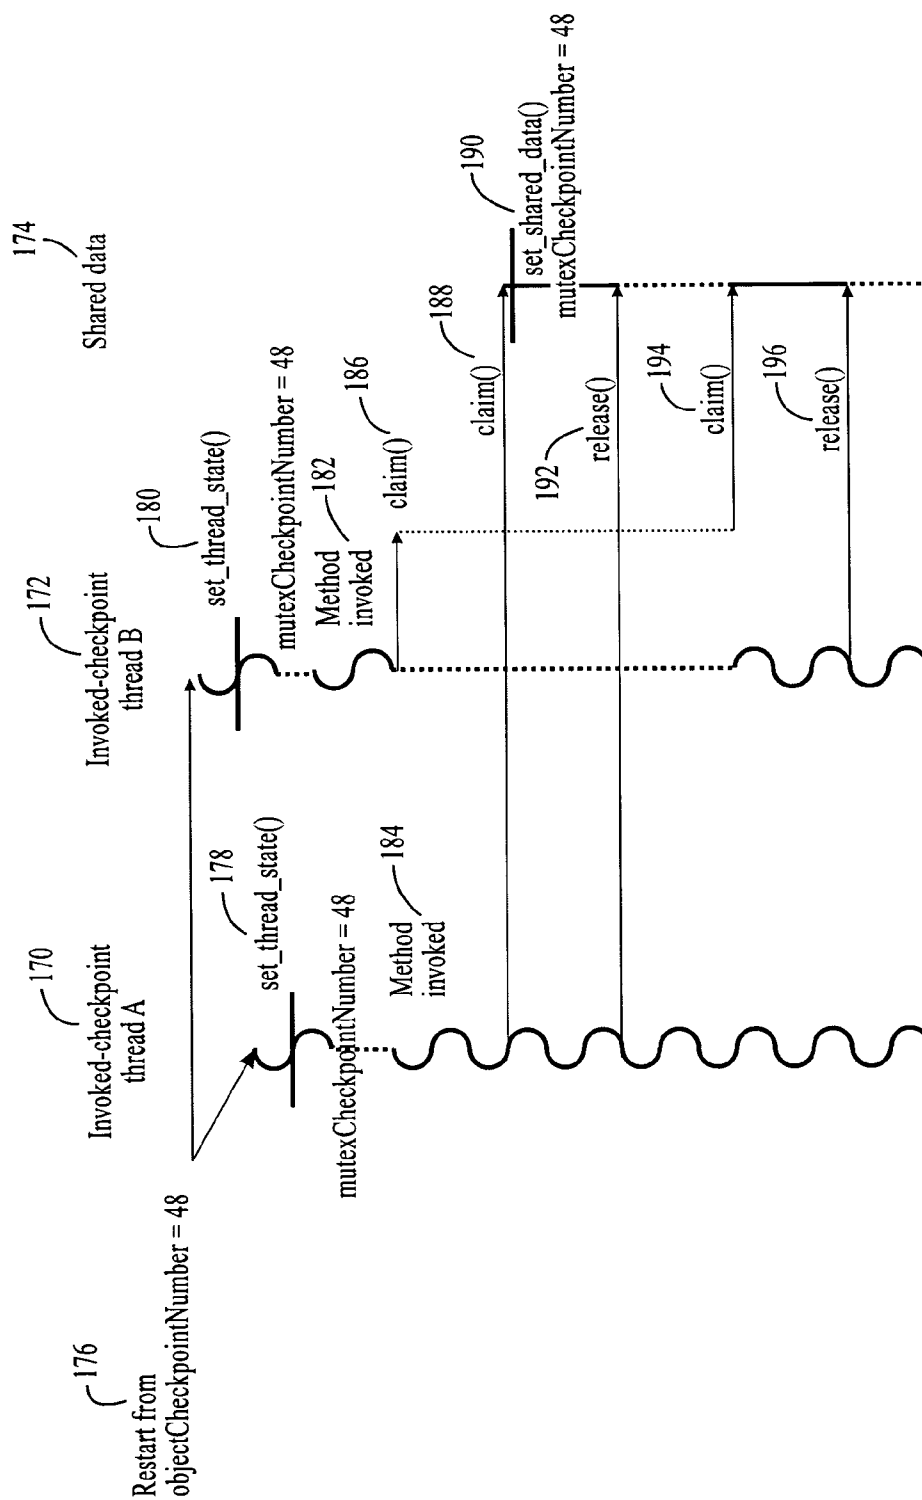 176
Restart from
objectCheckpointNumber = 48
170
Invoked-checkpoint
thread A
172
Invoked-checkpoint
thread B
174
Shared data
178
set_thread_state()
mutexCheckpointNumber = 48
180
set_thread_state()
mutexCheckpointNumber = 48
182
Method
invoked
184
Method
invoked
186
claim()
188
claim()
190
set_shared_data()
mutexCheckpointNumber = 48
192
release()
194
claim()
196
release()